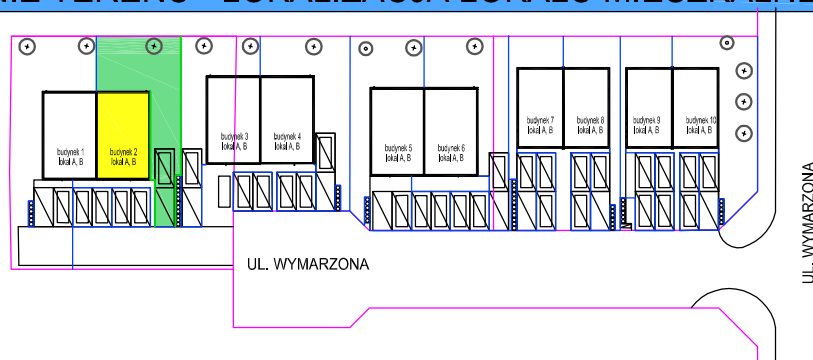 budynek 1
lokal A, B
budynek 2
lokal A, B
budynek 3
lokal A, B
budynek 4
lokal A, B
budynek 5
lokal A, B
budynek 6
lokal A, B
budynek 7
lokal A, B
budynek 8
lokal A, B
budynek 9
lokal A, B
budynek 10
lokal A, B
UL. WYMARZONA
UL. WYMARZONA